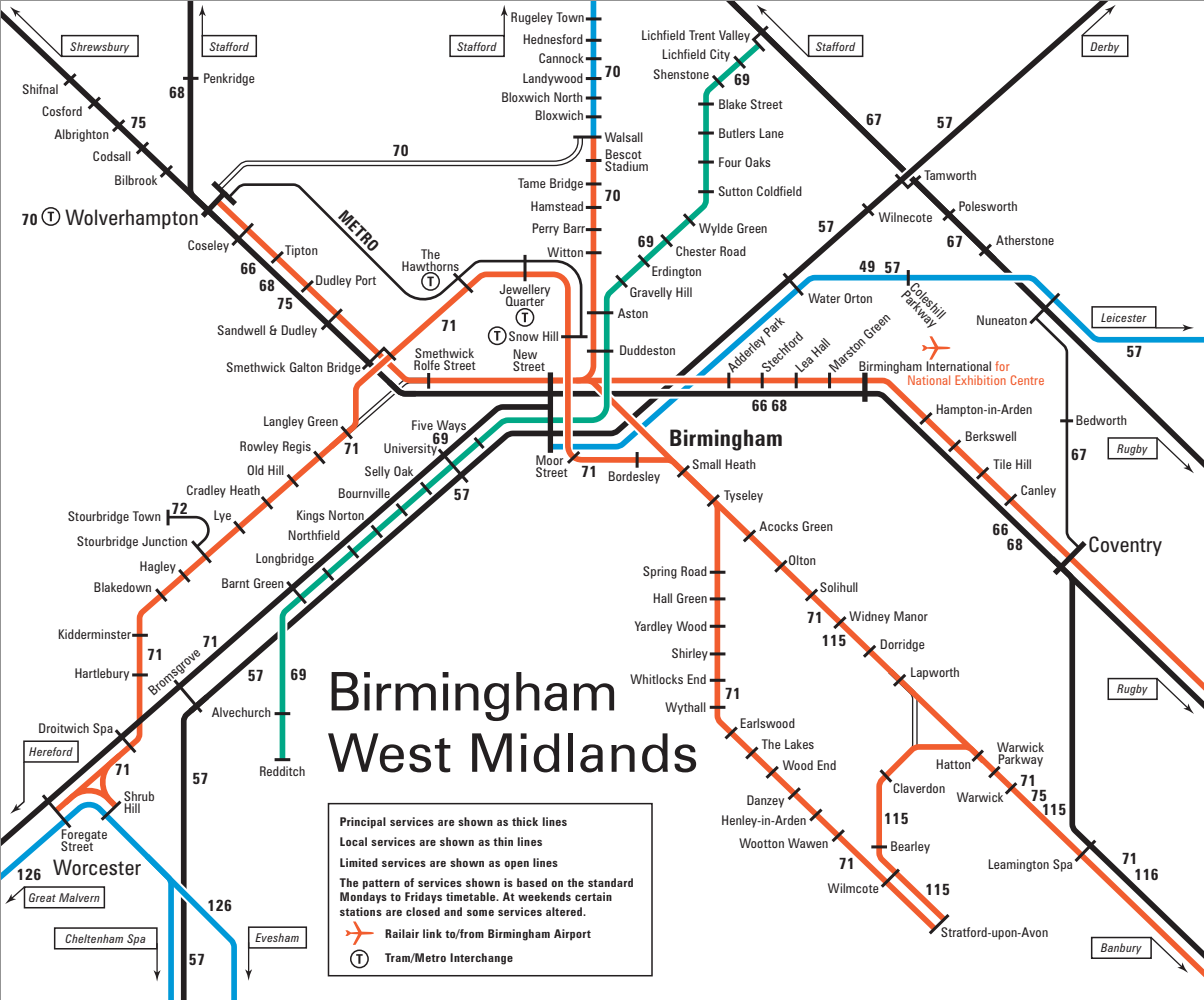 Shrewsbury
Stafford
Stafford
Stafford
Derby
Rugeley Town
Hednesford
Cannock
Landywood
70
Bloxwich North
Bloxwich
Walsall
Bescot
Stadium
Tame Bridge
70
Hamstead
Perry Barr
Witton
Lichfield Trent Valley
Lichfield City
Shenstone
69
Blake Street
Butlers Lane
Four Oaks
Sutton Coldfield
Wylde Green
69
Chester Road
Erdington
Gravelly Hill
Aston
Duddeston
Penkridge
68
Shifnal
Cosford
75
Albrighton
Codsall
Bilbrook
70
70 T Wolverhampton
METRO
Coseley
Tipton
66
68
75
Dudley Port
Sandwell & Dudley
The
Hawthorns
T
Jewellery
Quarter
T
T Snow Hill
71
Smethwick Galton Bridge
Smethwick
Rolfe Street
New
Street
67
57
Tamworth
Polesworth
Wilnecote
57
67
Atherstone
49 57
Water Orton
Coleshill
Parkway
Nuneaton
Leicester
57
Adderley Park
Stechford
Lea Hall
Marston Green
Birmingham International for
National Exhibition Centre
66 68
Hampton-in-Arden
Berkswell
Tile Hill
Canley
Bedworth
67
Rugby
66
68
Coventry
Rugby
Birmingham
Langley Green
71
Rowley Regis
Old Hill
Cradley Heath
Lye
Stourbridge Town
72
Stourbridge Junction
Hagley
Blakedown
Kidderminster
71
Hartlebury
Droitwich Spa
Five Ways
69
University
Selly Oak
57
Bournville
Kings Norton
Northfield
Longbridge
Barnt Green
71
Bromsgrove
57
69
Alvechurch
Redditch
Moor
Street
71
Bordesley
Small Heath
Tyseley
Acocks Green
Olton
Solihull
71
115
Widney Manor
Dorridge
Lapworth
Spring Road
Hall Green
Yardley Wood
Shirley
Whitlocks End
71
Wythall
Earlswood
The Lakes
Wood End
Danzey
Henley-in-Arden
Wootton Wawen
71
Wilmcote
Hatton
Warwick
Parkway
Claverdon
Warwick
71
75
115
115
Bearley
Leamington Spa
71
116
115
Stratford-upon-Avon
Banbury
Hereford
71
Shrub
Hill
Foregate
Street
Worcester
57
126
Great Malvern
126
Cheltenham Spa
57
Evesham
Birmingham
West Midlands
Principal services are shown as thick lines
Local services are shown as thin lines
Limited services are shown as open lines
The pattern of services shown is based on the standard
Mondays to Fridays timetable. At weekends certain
stations are closed and some services altered.
Railair link to/from Birmingham Airport
T Tram/Metro Interchange